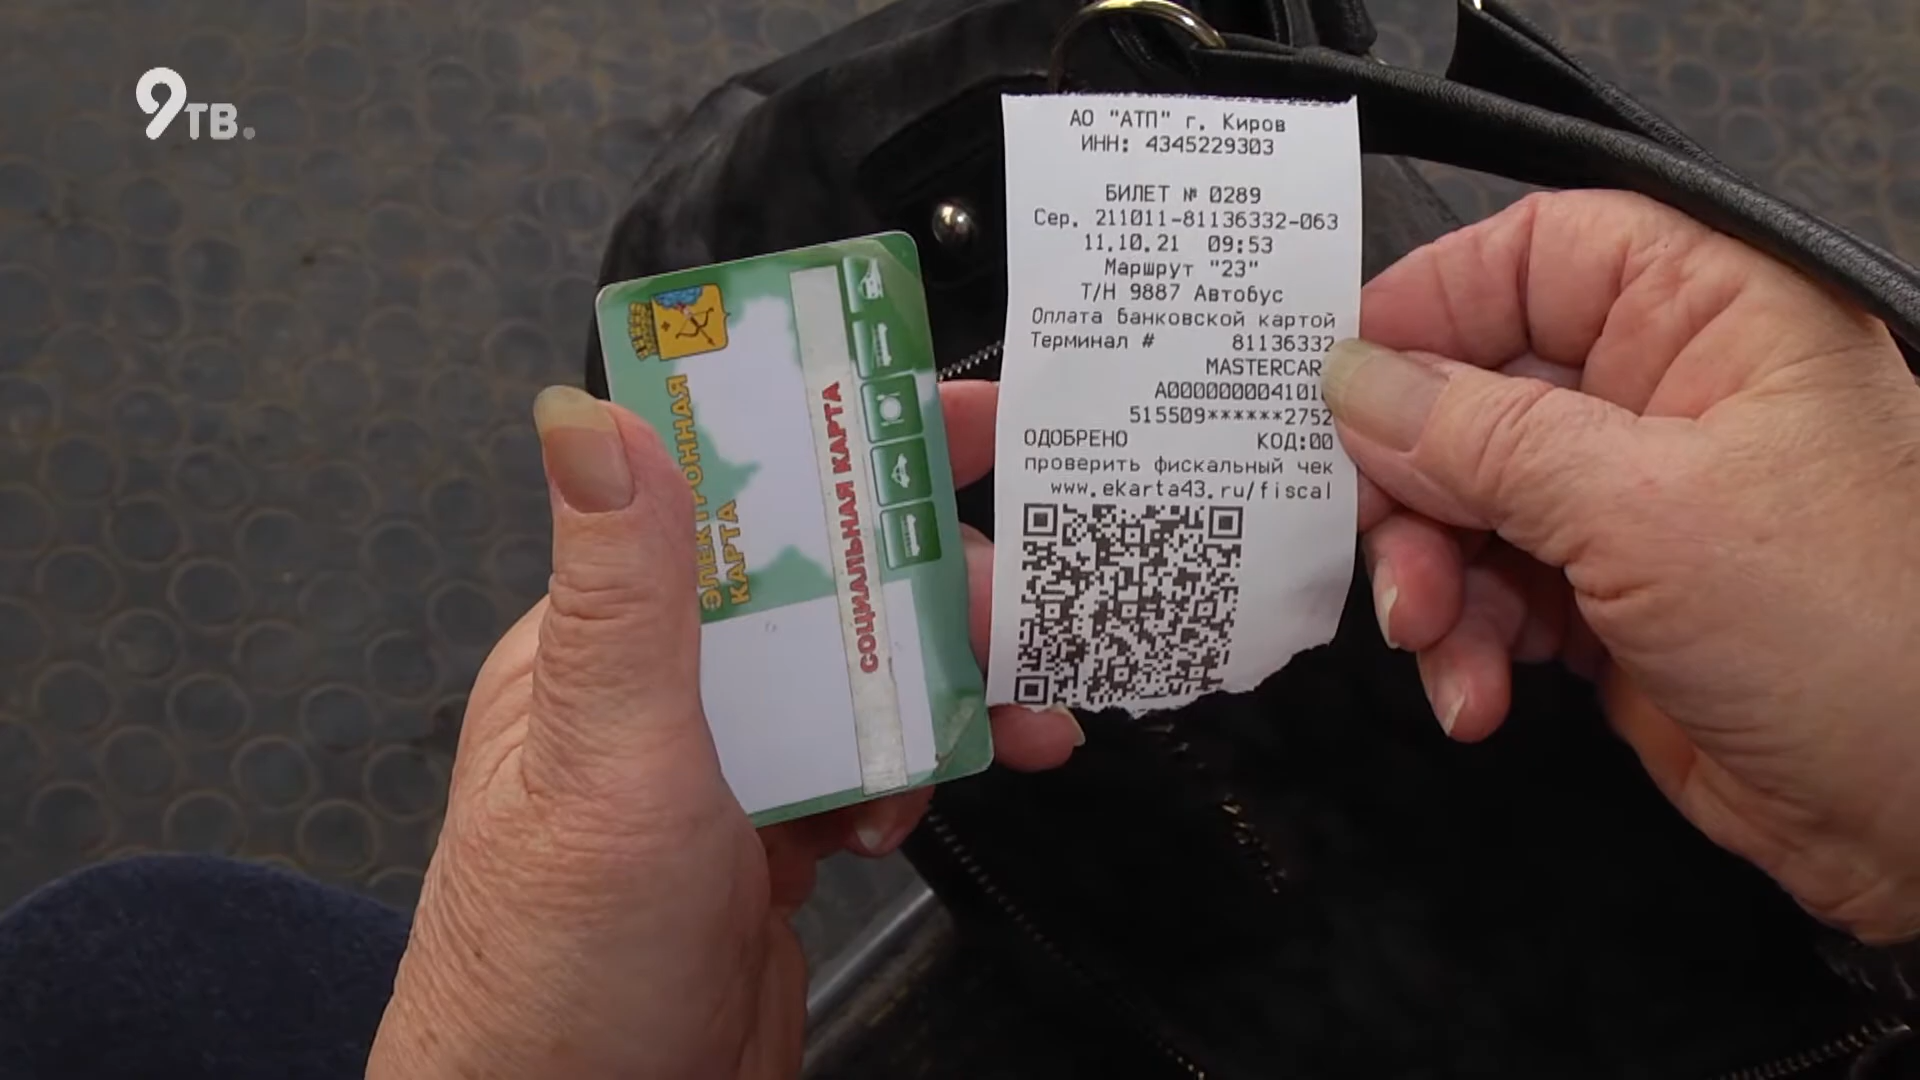 9ТВ.
ЭЛЕКТРОННАЯ
КАРТА
СОЦИАЛЬНАЯ КАРТА
АО "АТП" г. Киров
ИНН: 4345229303
БИЛЕТ № 0289
Сер. 211011-81136332-063
11.10.21 09:53
Маршрут "23"
Т/Н 9887 Автобус
Оплата банковской картой
Терминал # 81136332
MASTERCAR
A000000004101
515509******2752
ОДОБРЕНО КОД:00
проверить фискальный чек
www.ekarta43.ru/fiscal